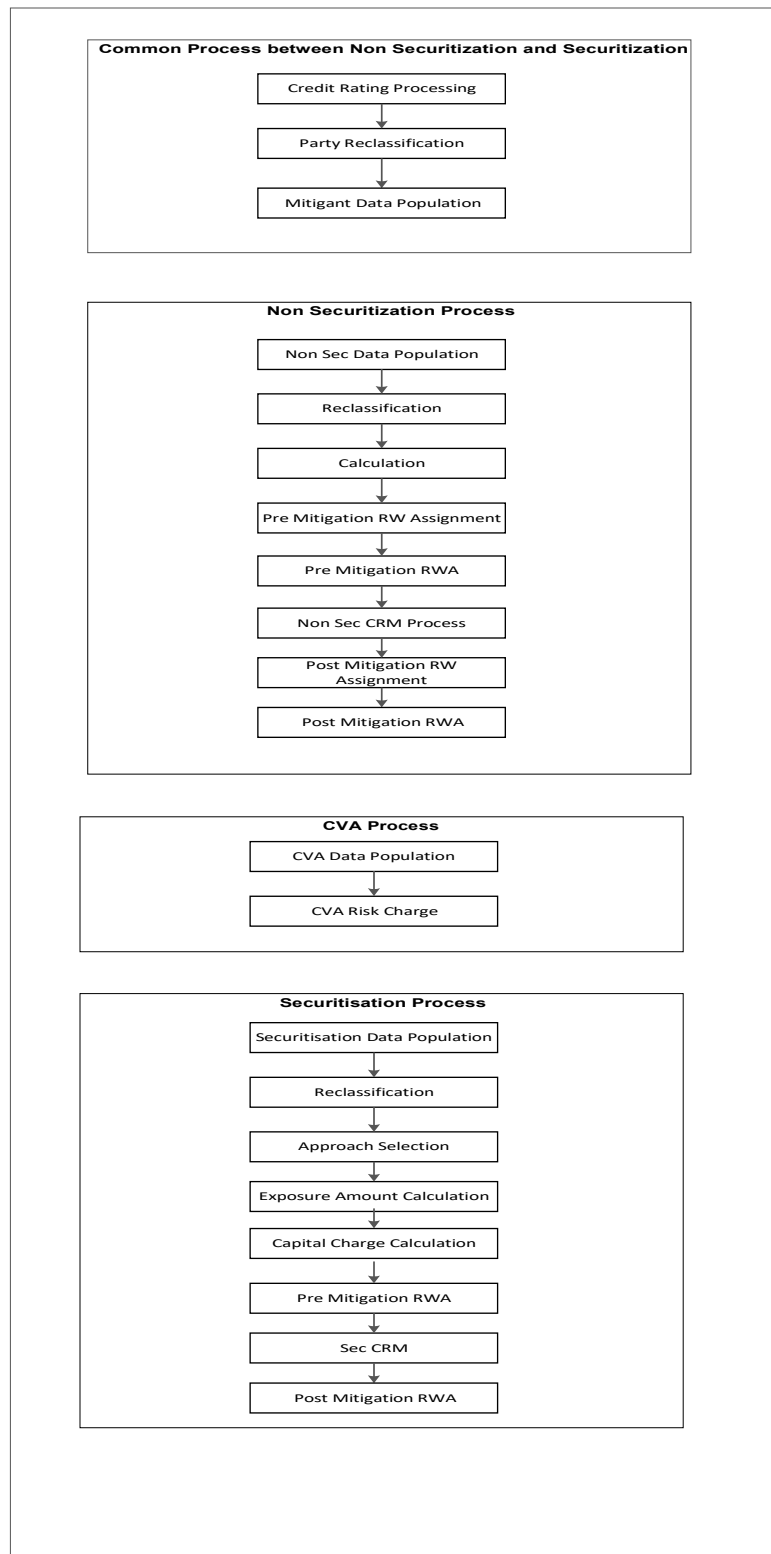 Common Process between Non Securitization and Securitization
Credit Rating Processing
Party Reclassification
Mitigant Data Population
Non Securitization Process
Non Sec Data Population
Reclassification
Calculation
Pre Mitigation RW Assignment
Pre Mitigation RWA
Non Sec CRM Process
Post Mitigation RW
Assignment
Post Mitigation RWA
CVA Process
CVA Data Population
CVA Risk Charge
Securitisation Process
Securitisation Data Population
Reclassification
Approach Selection
Exposure Amount Calculation
Capital Charge Calculation
Pre Mitigation RWA
Sec CRM
Post Mitigation RWA